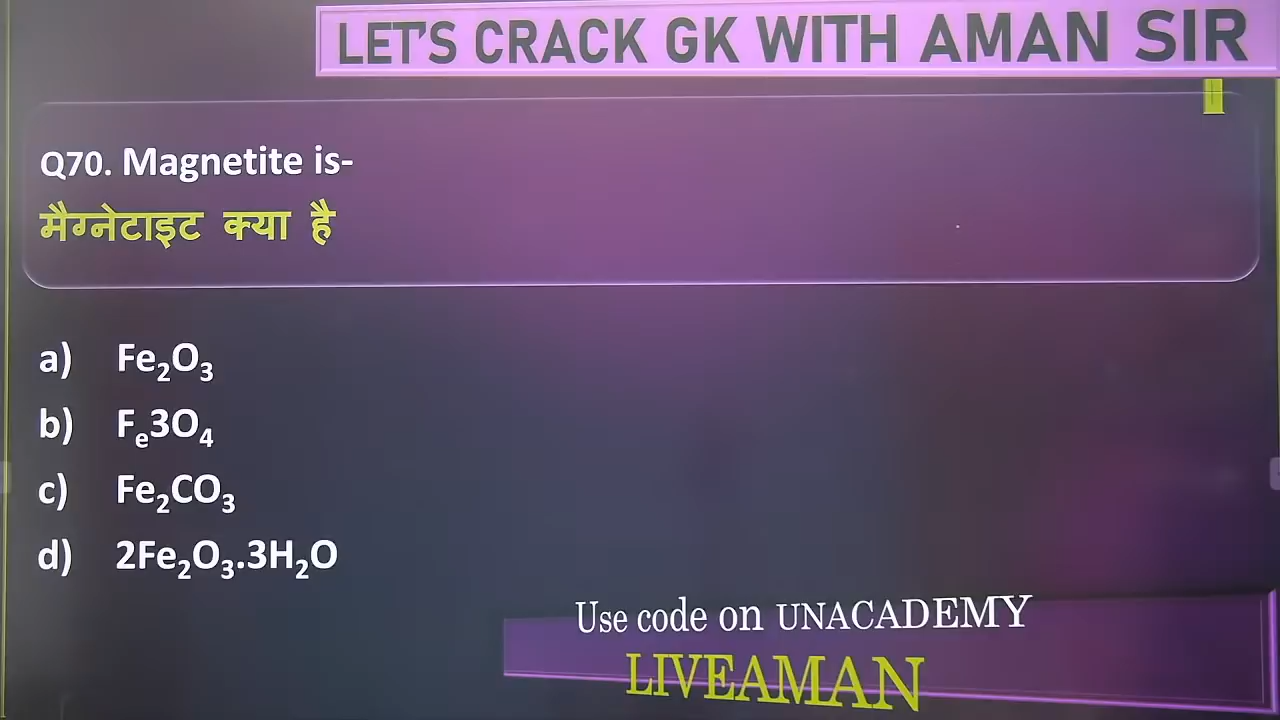 LET'S CRACK GK WITH AMAN SIR
Q70. Magnetite is-
मैग्नेटाइट क्या है
a) Fe₂O₃
b) Fₑ3O₄
c) Fe₂CO₃
d) 2Fe₂O₃.3H₂O
Use code on UNACADEMY
LIVEAMAN